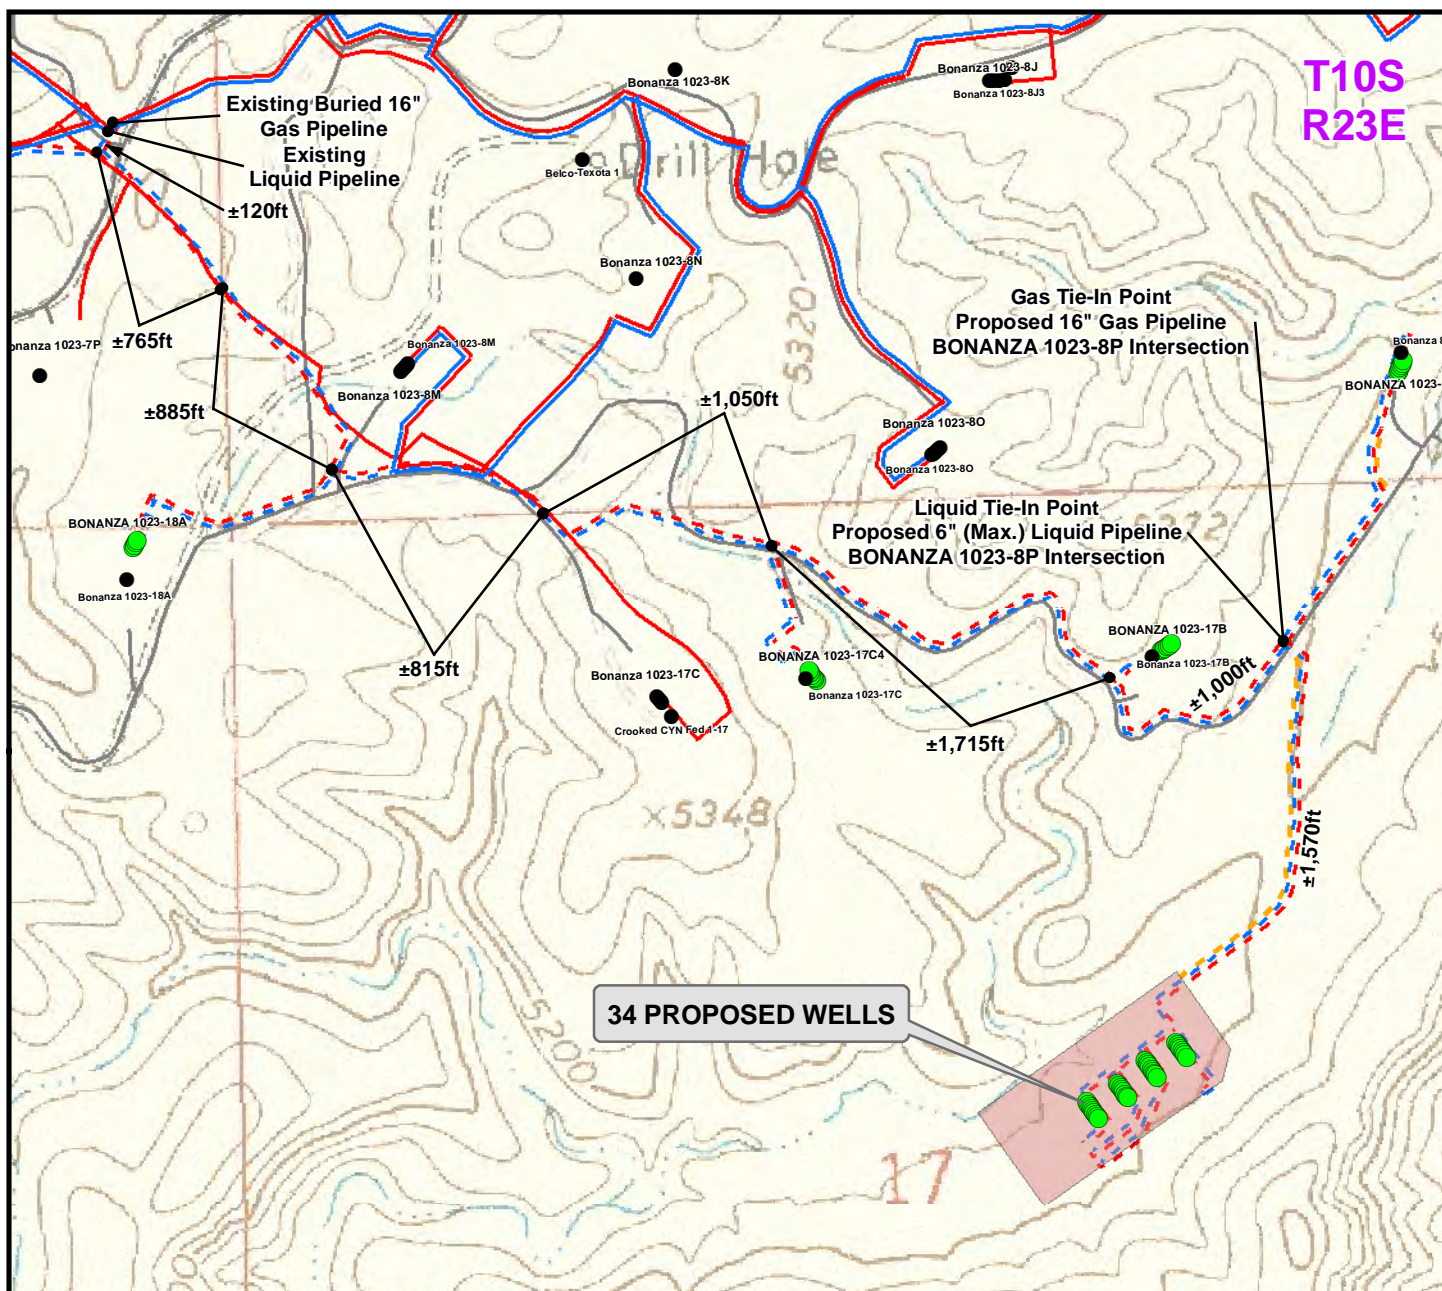 T10S
R23E
Bonanza 1023-8K
Bonanza 1023-8J
Bonanza 1023-8J3
Existing Buried 16"
Gas Pipeline
Existing
Liquid Pipeline
±120ft
Drill Hole
Belco-Texota 1
Bonanza 1023-8N
5320
Gas Tie-In Point
Proposed 16" Gas Pipeline
BONANZA 1023-8P Intersection
±765ft
onanza 1023-7P
Bonanza 1023-8M
Bonanza 1023-8M
Bonanza 8
BONANZA 1023-
±885ft
±1,050ft
Bonanza 1023-8O
Bonanza 1023-8O
Liquid Tie-In Point
Proposed 6" (Max.) Liquid Pipeline
BONANZA 1023-8P Intersection
BONANZA 1023-18A
Bonanza 1023-18A
±815ft
Bonanza 1023-17C
Crooked CYN Fed 1-17
BONANZA 1023-17C4
Bonanza 1023-17C
BONANZA 1023-17B
Bonanza 1023-17B
±1,000ft
±1,715ft
×5348
±1,570ft
34 PROPOSED WELLS
5200
17